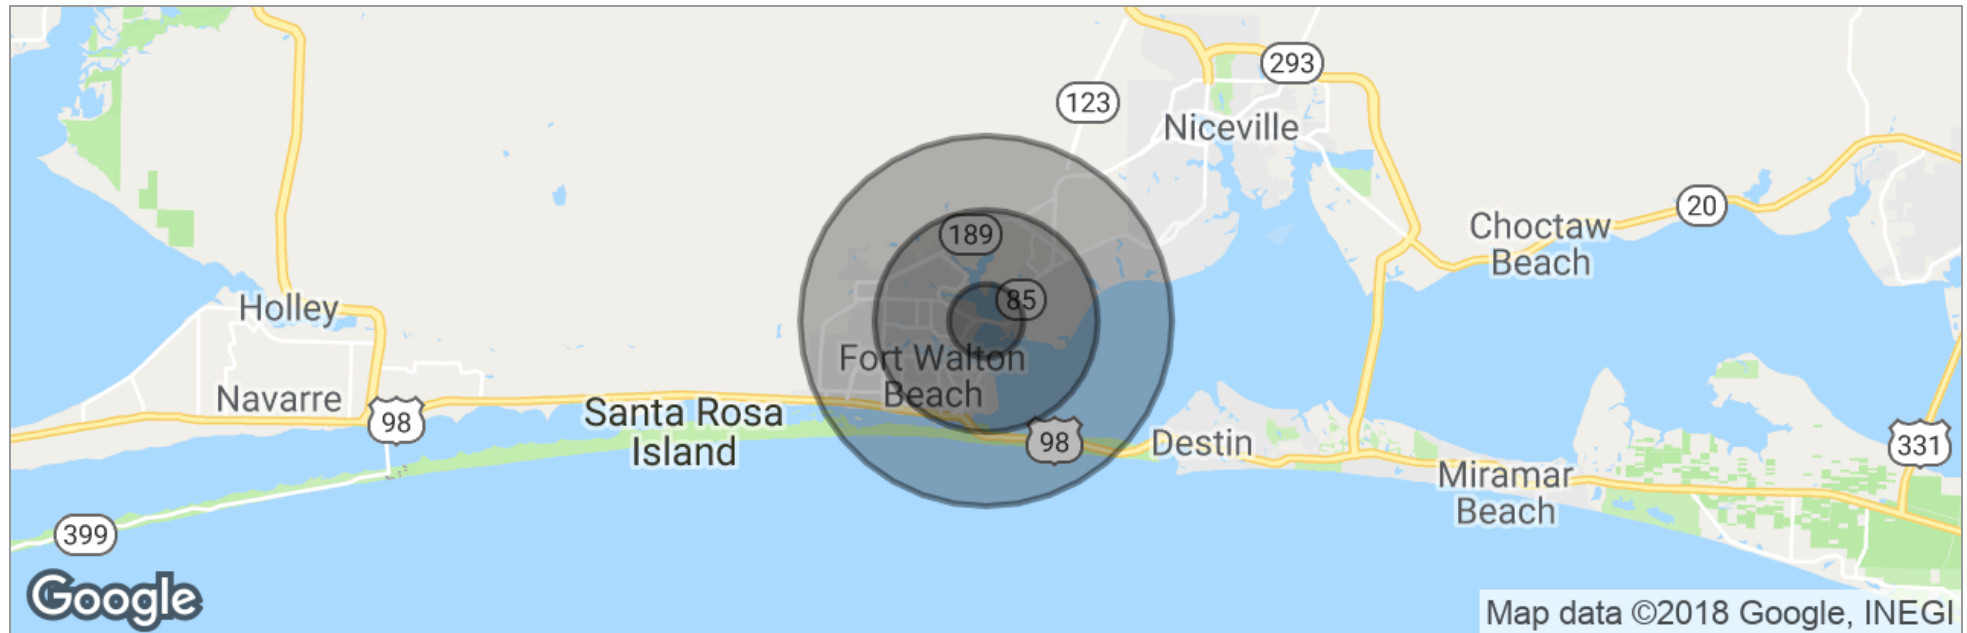 293
123
Niceville
20
Choctaw
Beach
189
85
Holley
Fort Walton
Beach
Navarre
98
Santa Rosa
Island
98
Destin
331
Miramar
Beach
399
Google
Map data ©2018 Google, INEGI